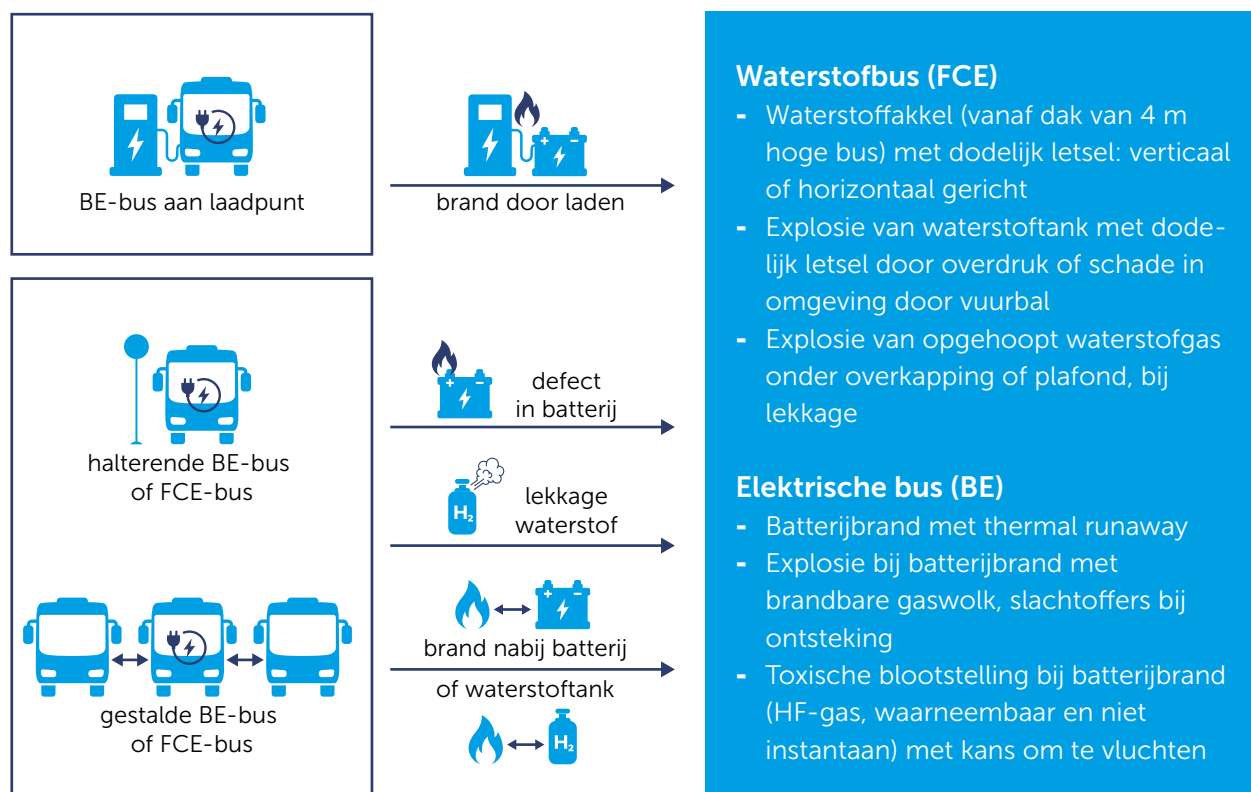 BE-bus aan laadpunt
brand door laden
halterende BE-bus
of FCE-bus
gestalde BE-bus
of FCE-bus
+ -
defect
in batterij
H₂
lekkage
waterstof
+ -
brand nabij batterij
of waterstoftank
H₂
Waterstofbus (FCE)
- Waterstoffakkel (vanaf dak van 4 m
hoge bus) met dodelijk letsel: verticaal
of horizontaal gericht
- Explosie van waterstoftank met dode-
lijk letsel door overdruk of schade in
omgeving door vuurbal
- Explosie van opgehoopt waterstofgas
onder overkapping of plafond, bij
lekkage
Elektrische bus (BE)
- Batterijbrand met thermal runaway
- Explosie bij batterijbrand met
brandbare gaswolk, slachtoffers bij
ontsteking
- Toxische blootstelling bij batterijbrand
(HF-gas, waarneembaar en niet
instantaan) met kans om te vluchten